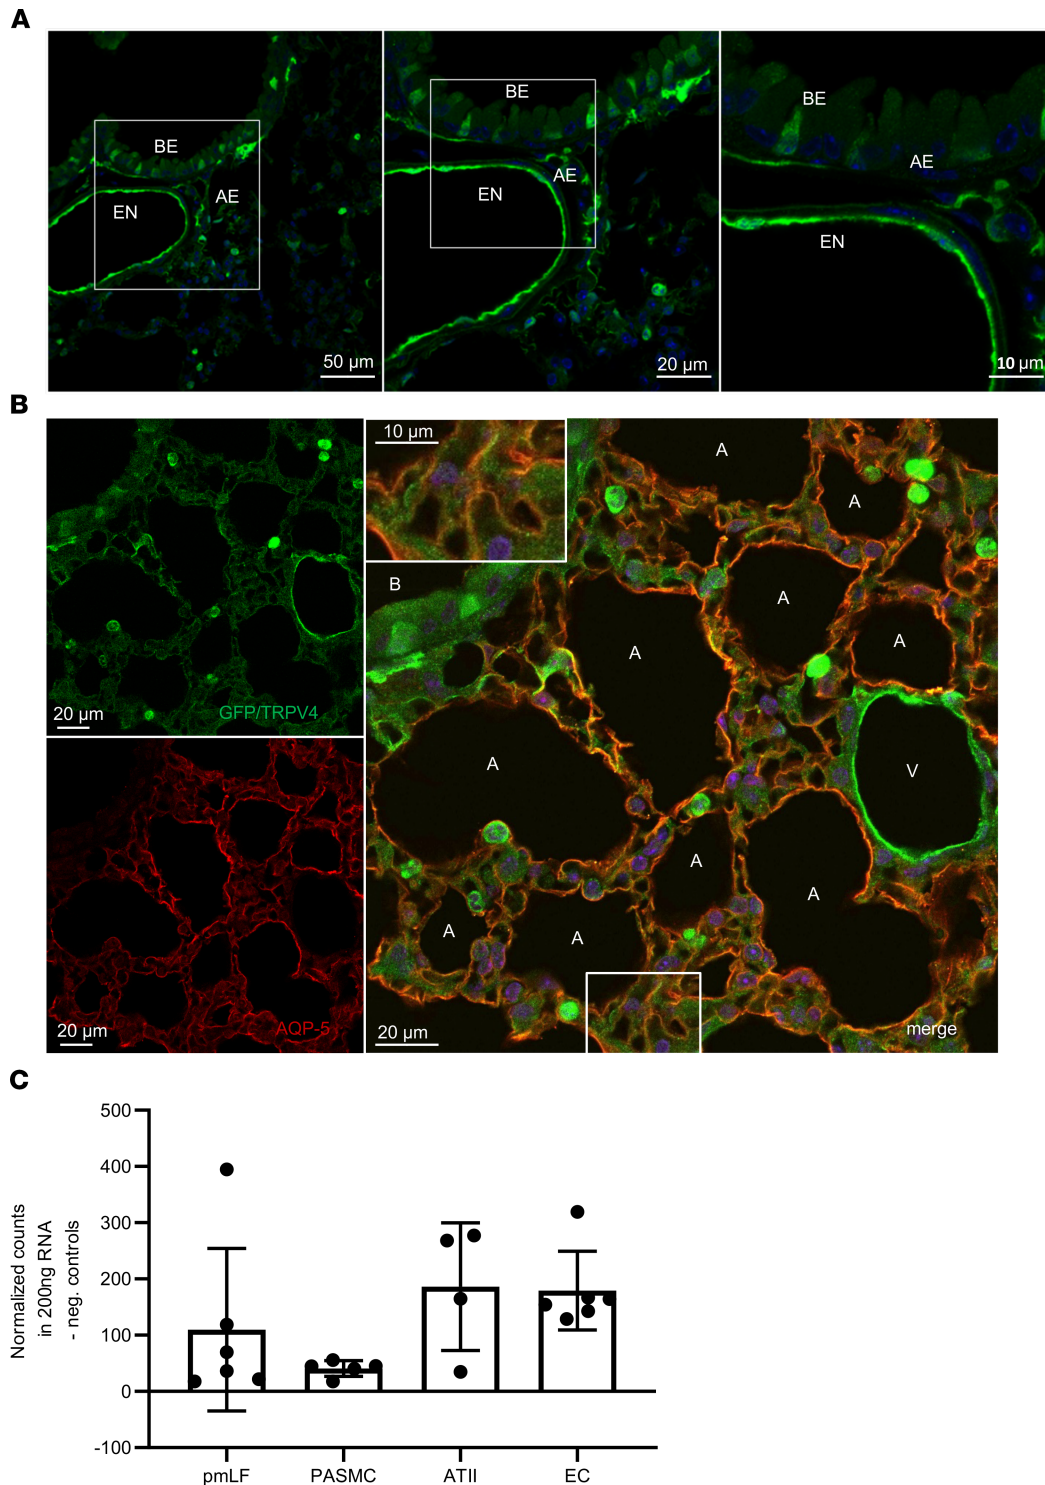 A
BE
EN
AE
50 µm
BE
EN
AE
20 µm
BE
AE
EN
10 µm
B
GFP/TRPV4
20 µm
AQP-5
20 µm
10 µm
B
A
A
A
A
A
A
V
A
A
A
A
20 µm
merge
C
Normalized counts
in 200ng RNA
- neg. controls
500
400
300
200
100
0
-100
pmLF
PASMC
ATII
EC